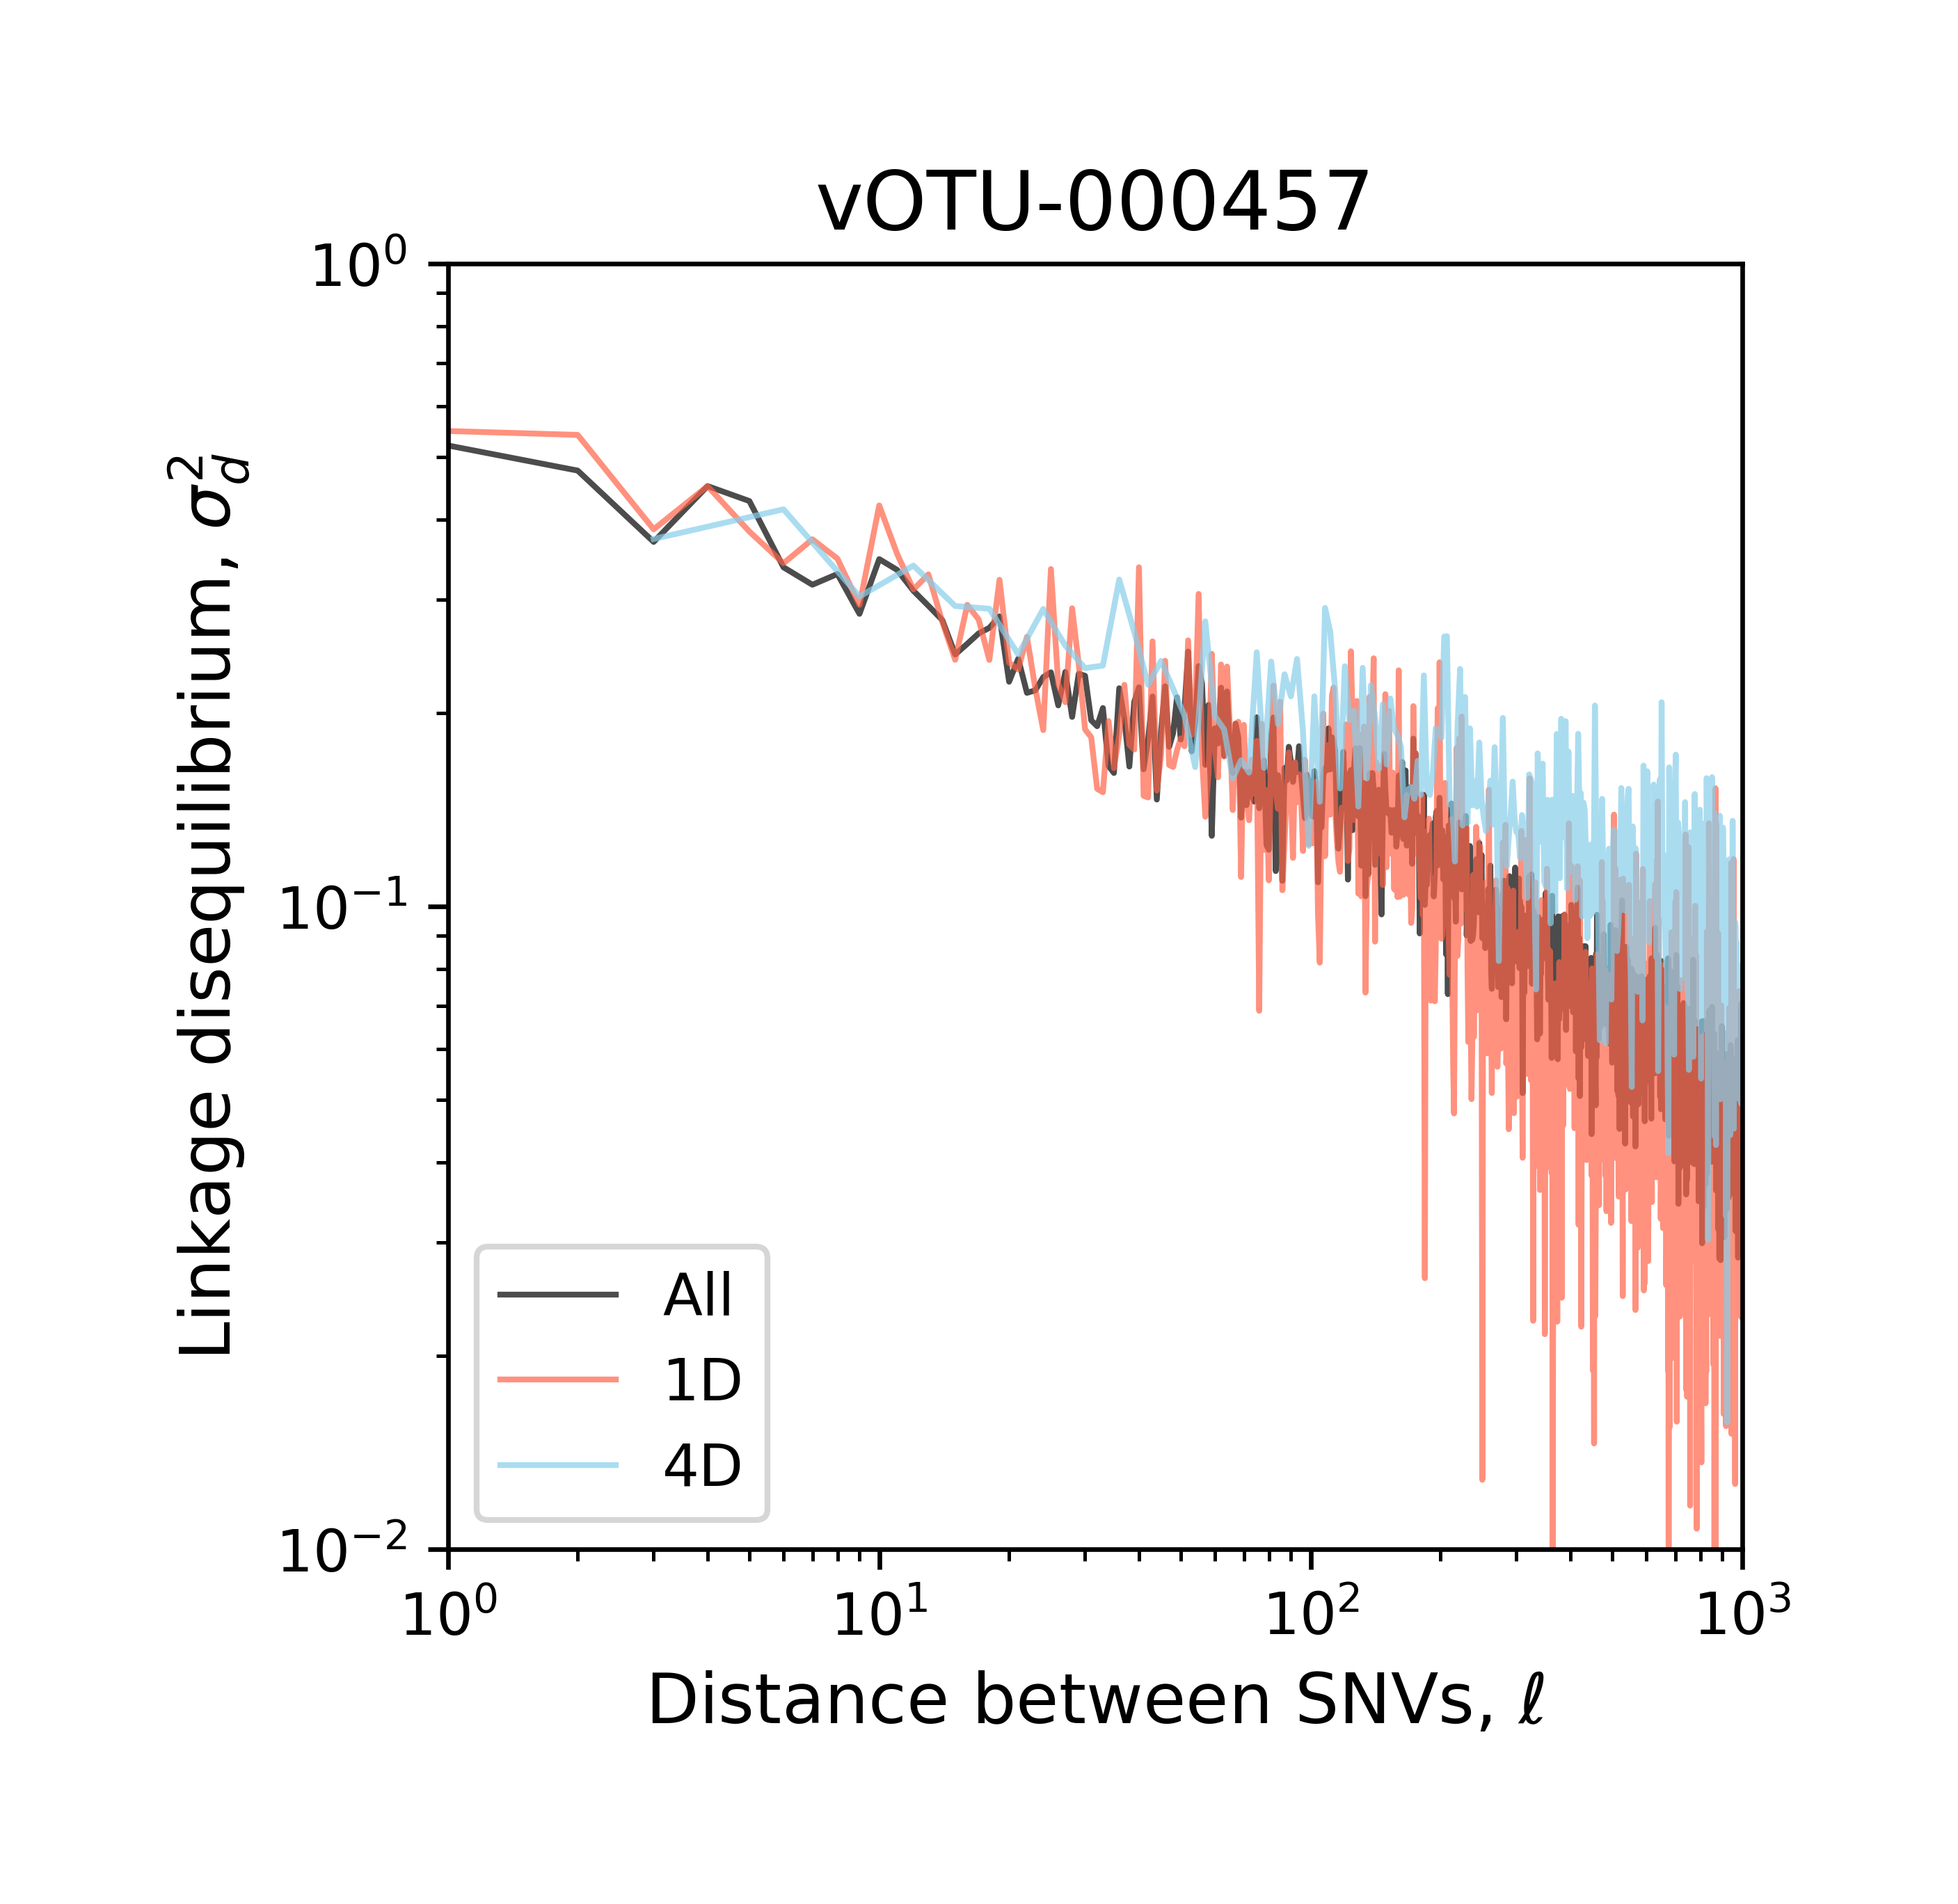 vOTU-000457
10⁰
10⁻¹
10⁻²
Linkage disequilibrium, σ²_d
All
1D
4D
10⁰ 10¹ 10² 10³
Distance between SNVs, ℓ